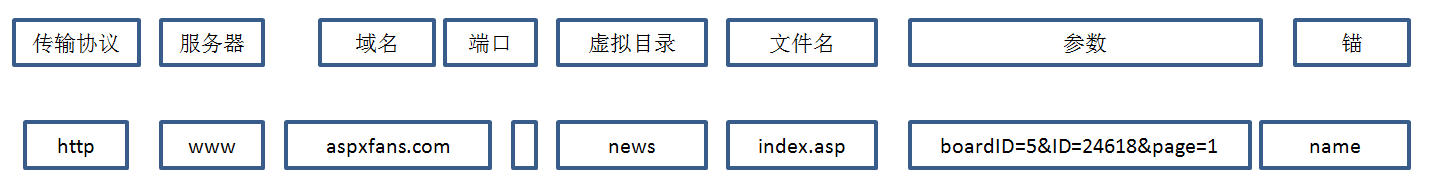 传输协议 服务器 域名 端口 虚拟目录 文件名 参数 锚
http www aspxfans.com news index.asp boardID=5&ID=24618&page=1 name